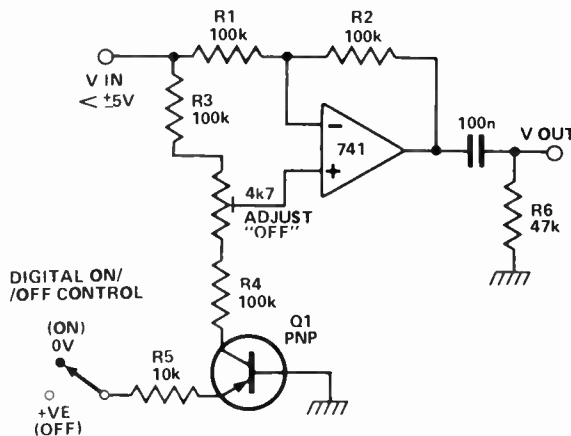 R1
100k
R2
100k
V IN
< ±5V
R3
100k
-
+
741
100n
V OUT
4k7
ADJUST
"OFF"
R6
47k
DIGITAL ON/
/OFF CONTROL
R4
100k
(ON)
0V
Q1
PNP
R5
10k
+VE
(OFF)